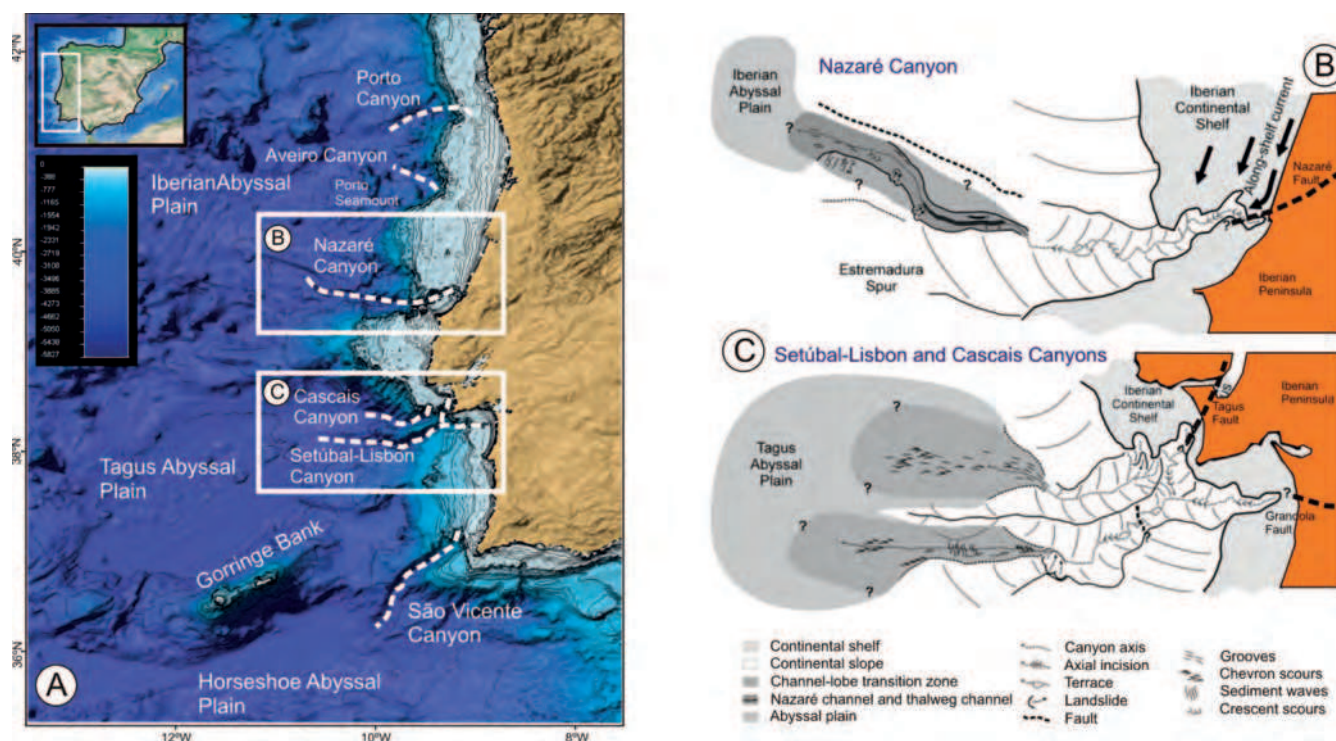 42°N
40°N
38°N
36°N
12°W
10°W
8°W
Porto
Canyon
Aveiro Canyon
Porto
Seamount
IberianAbyssal
Plain
B
Nazaré
Canyon
C
Cascais
Canyon
Setúbal-Lisbon
Canyon
Tagus Abyssal
Plain
Gorringe Bank
São Vicente
Canyon
Horseshoe Abyssal
Plain
A
0
-777
-1165
-1554
-1942
-2331
-2719
-3108
-3496
-3885
-4273
-4662
-5050
B
Nazaré Canyon
Iberian
Abyssal
Plain
Iberian
Continental
Shelf
Along-shelf current
Nazaré
Fault
Estremadura
Spur
Iberian
Peninsula
?
?
?
?
C
Setúbal-Lisbon and Cascais Canyons
Iberian
Continental
Shelf
Tagus
Fault
Iberian
Peninsula
Tagus
Abyssal
Plain
?
?
?
?
?
Grandola
Fault
Continental shelf
Continental slope
Channel-lobe transition zone
Nazaré channel and thalweg channel
Abyssal plain
Canyon axis
Axial incision
Terrace
Landslide
Fault
Grooves
Chevron scours
Sediment waves
Crescent scours